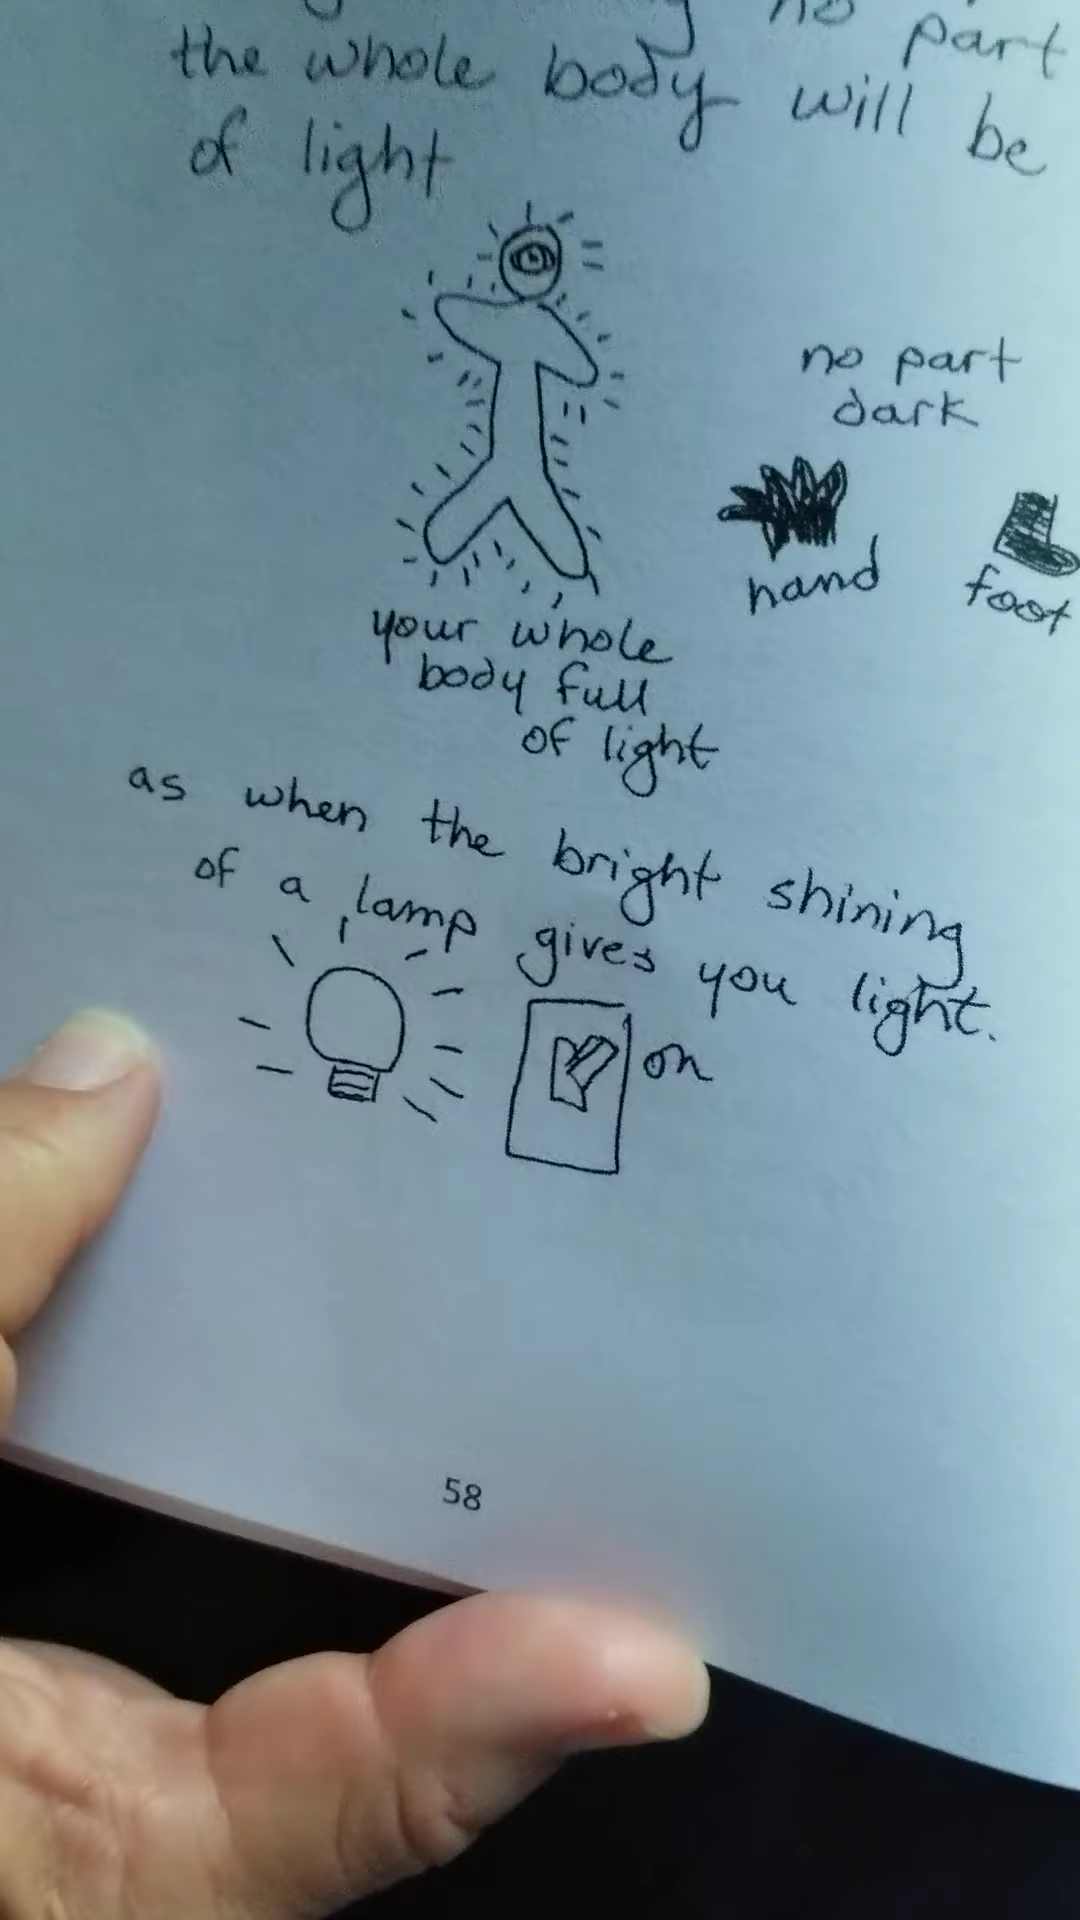 no part
the whole body will be
of light
no part
dark
hand
foot
your whole
body full
of light
as when the bright shining
of a lamp gives you light.
on
58